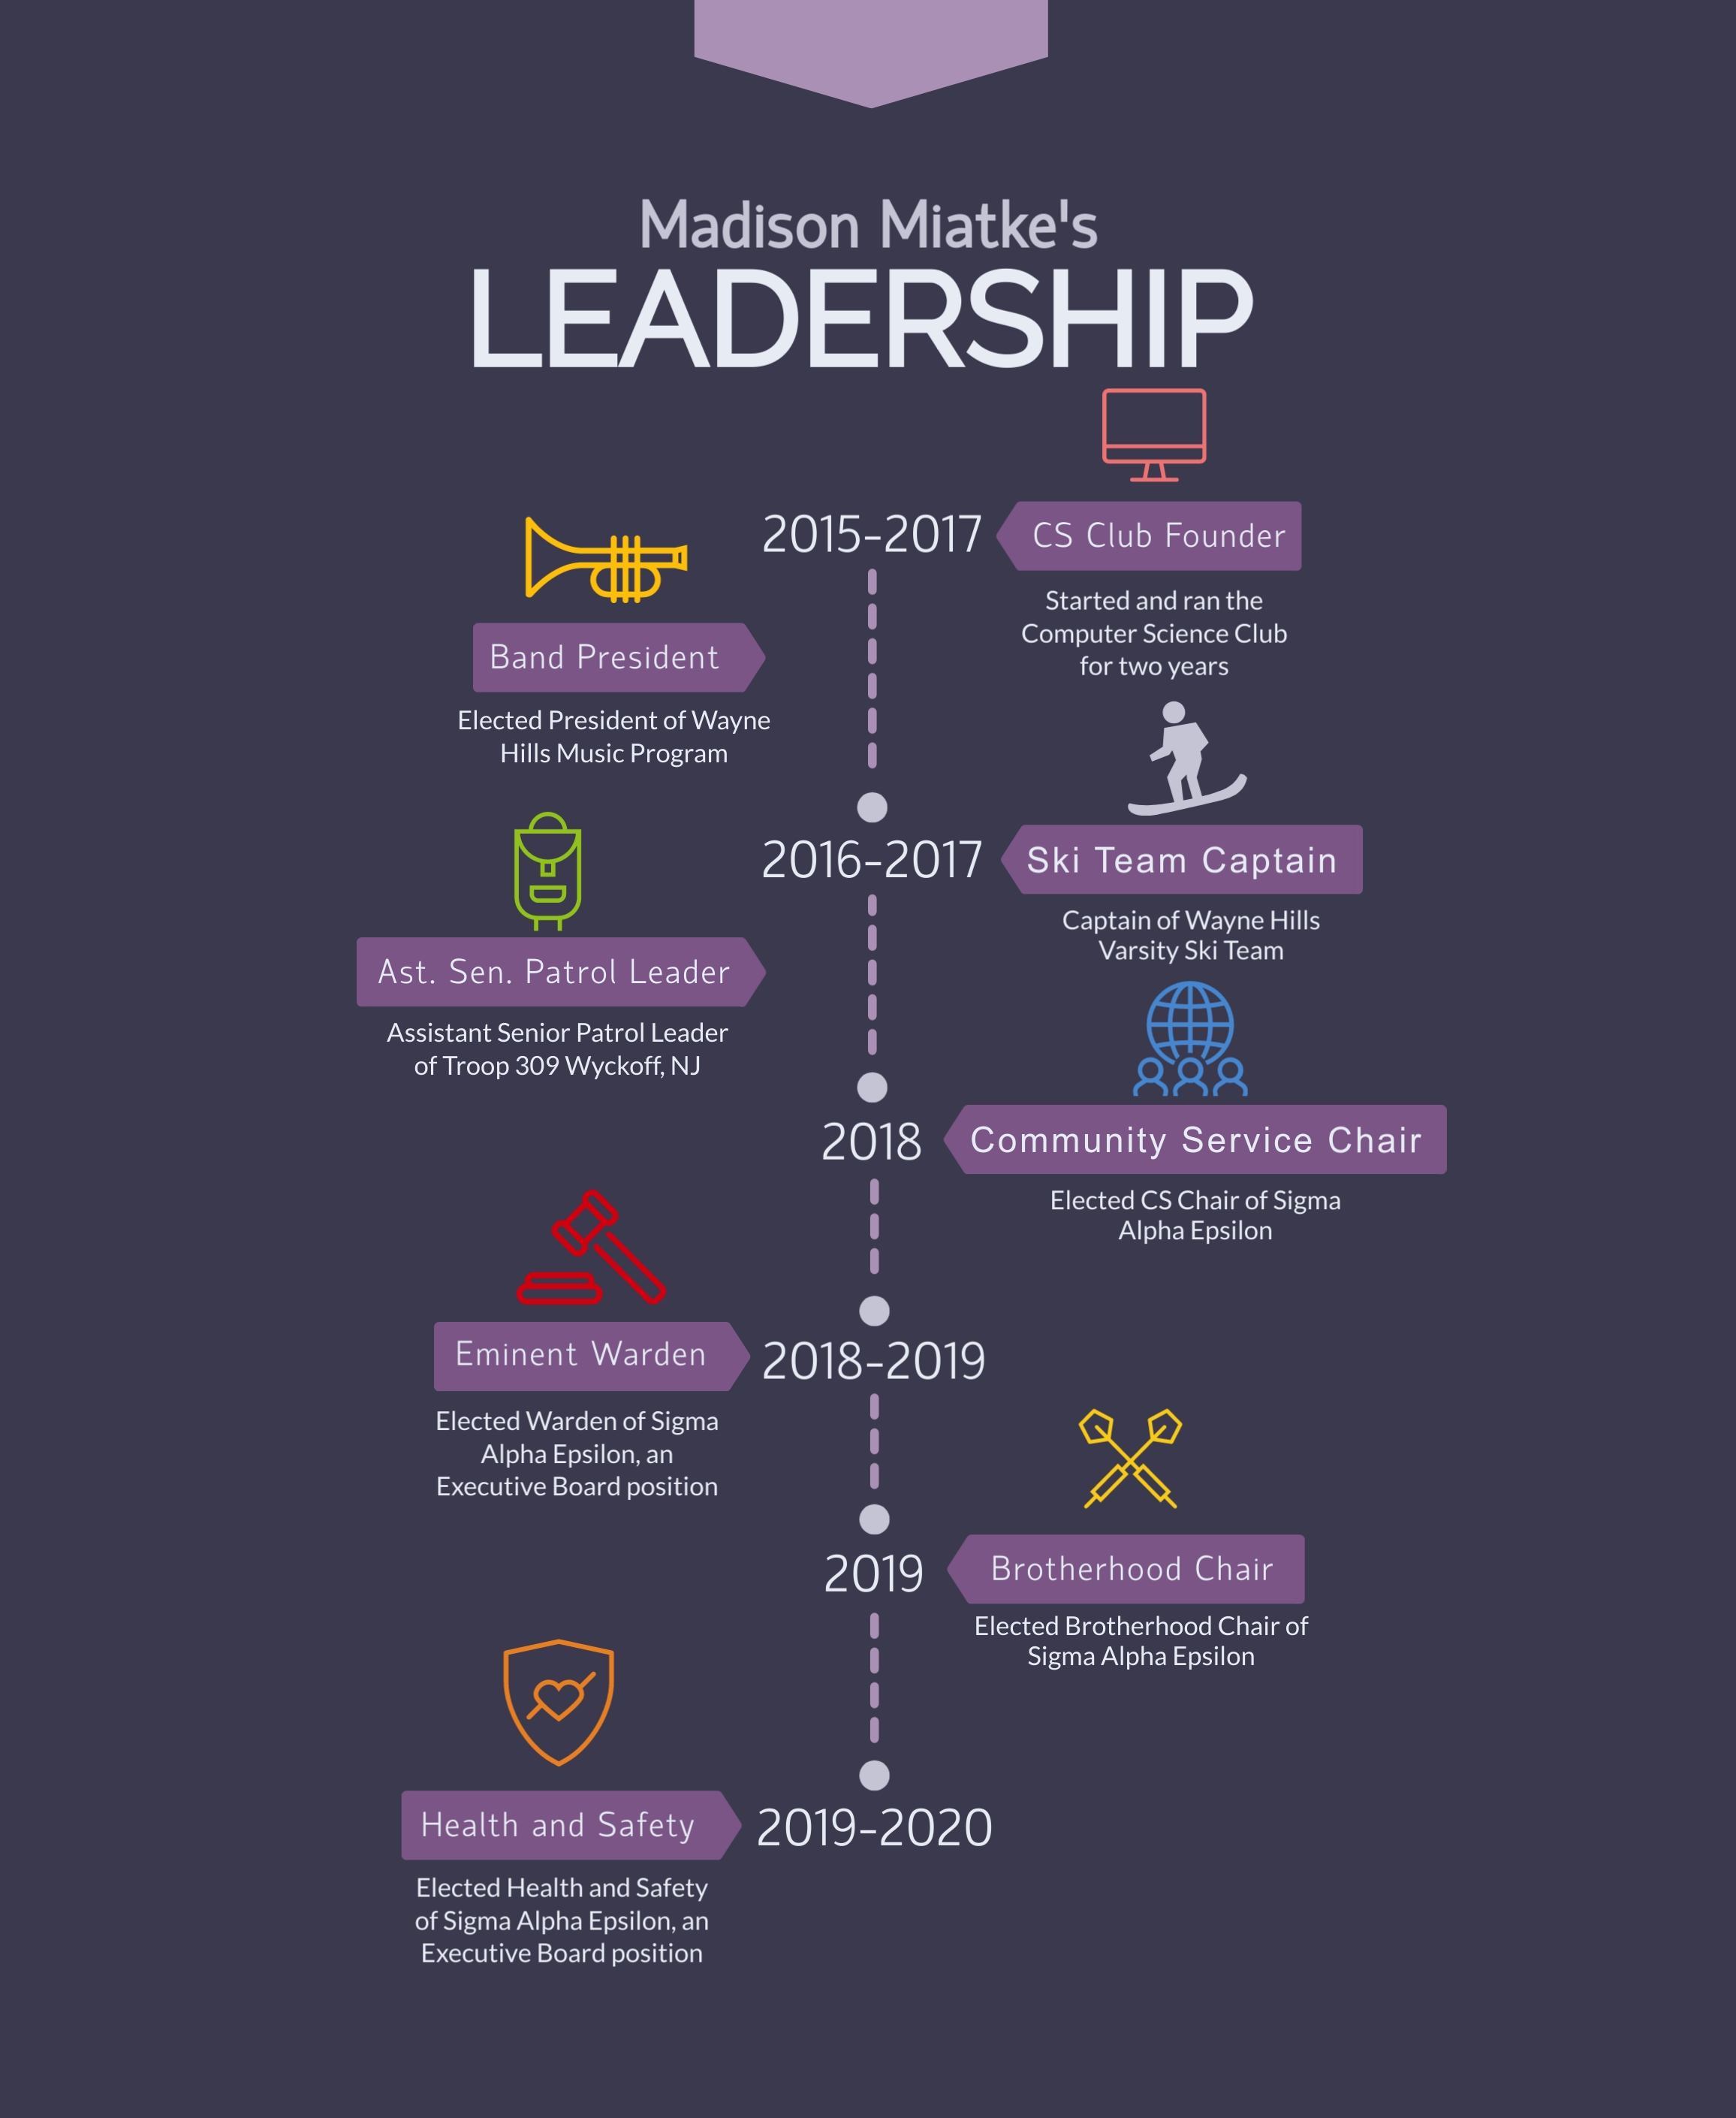 Madison Miatke's
LEADERSHIP
2015-2017
CS Club Founder
Started and ran the
Computer Science Club
for two years
Band President
Elected President of Wayne
Hills Music Program
2016-2017
Ski Team Captain
Captain of Wayne Hills
Varsity Ski Team
Ast. Sen. Patrol Leader
Assistant Senior Patrol Leader
of Troop 309 Wyckoff, NJ
2018
Community Service Chair
Elected CS Chair of Sigma
Alpha Epsilon
Eminent Warden
2018-2019
Elected Warden of Sigma
Alpha Epsilon, an
Executive Board position
2019
Brotherhood Chair
Elected Brotherhood Chair of
Sigma Alpha Epsilon
Health and Safety
2019-2020
Elected Health and Safety
of Sigma Alpha Epsilon, an
Executive Board position